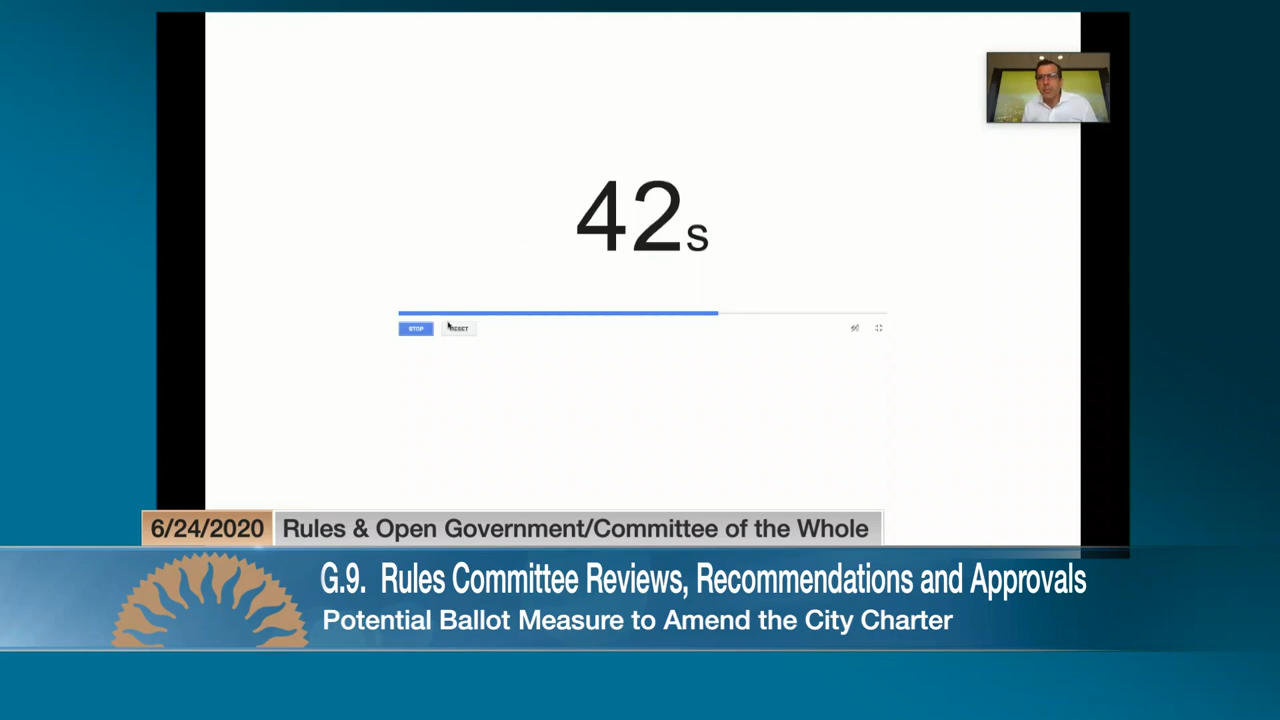 42s
STOP
RESET
6/24/2020
Rules & Open Government/Committee of the Whole
G.9. Rules Committee Reviews, Recommendations and Approvals
Potential Ballot Measure to Amend the City Charter